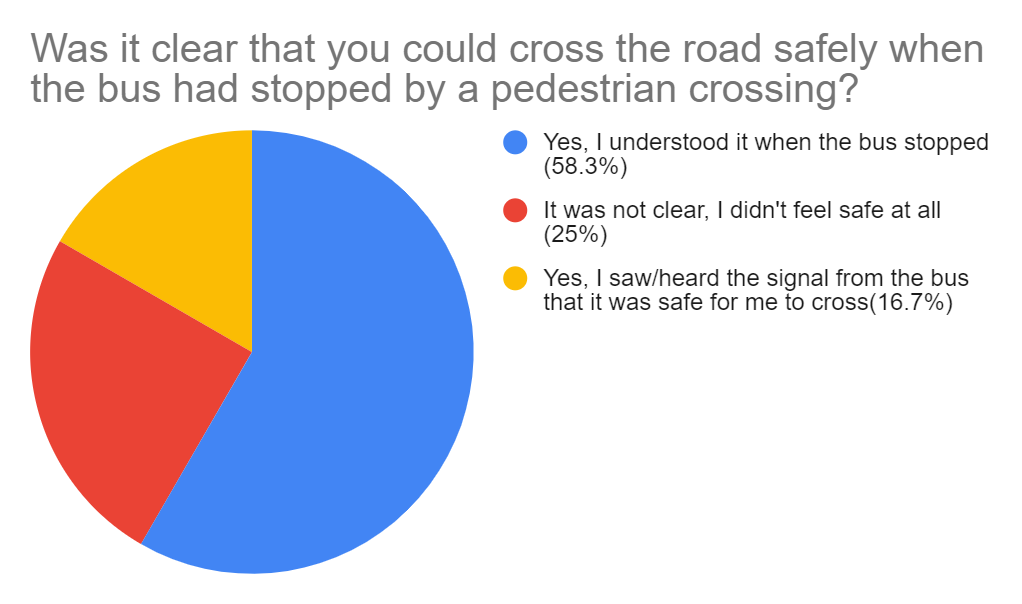 Was it clear that you could cross the road safely when
the bus had stopped by a pedestrian crossing?
Yes, I understood it when the bus stopped
(58.3%)
It was not clear, I didn't feel safe at all
(25%)
Yes, I saw/heard the signal from the bus
that it was safe for me to cross(16.7%)